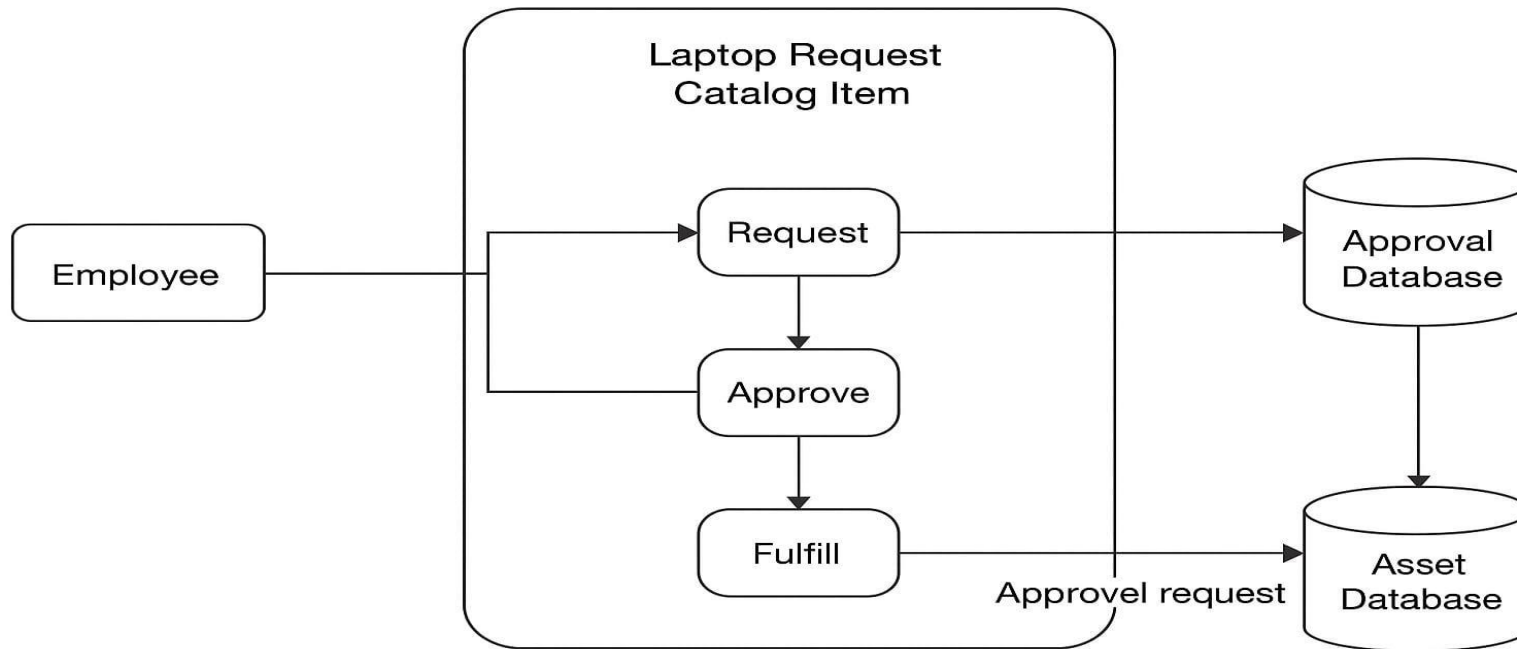 Laptop Request
Catalog Item
Employee
Request
Approve
Fulfill
Approval
Database
Approvel request
Asset
Database